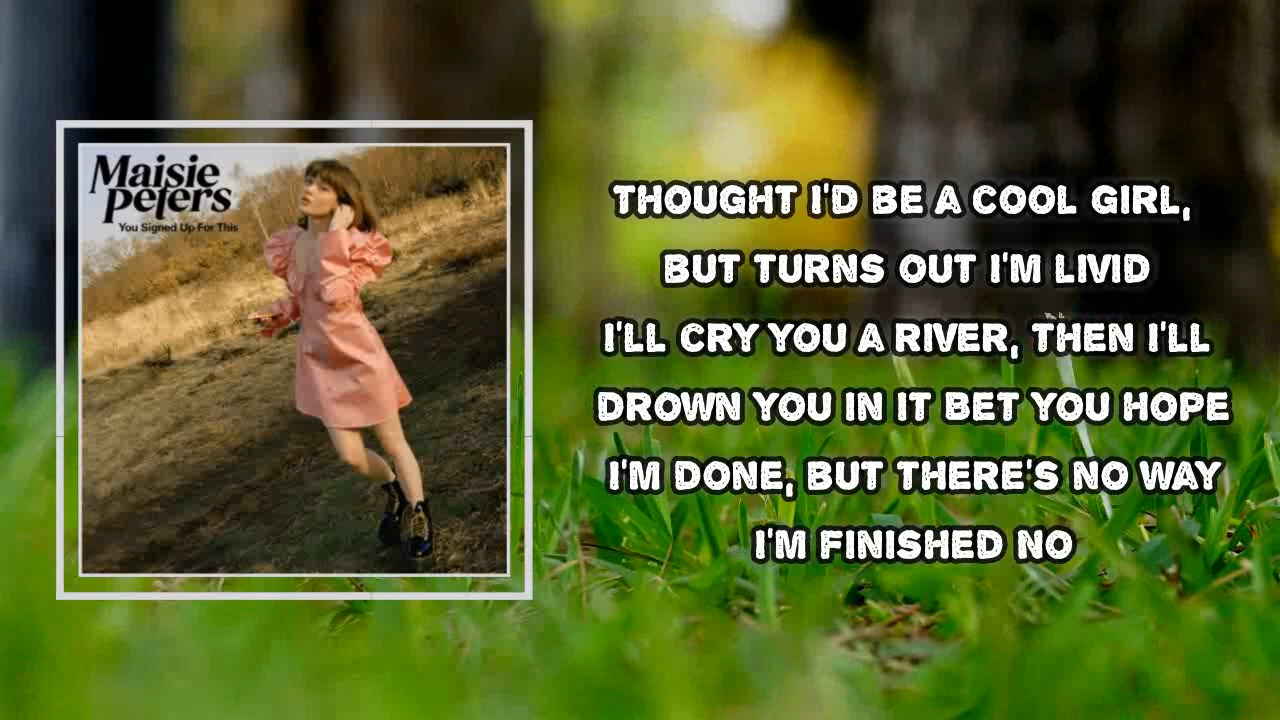 Maisie
Peters
You Signed Up For This
THOUGHT I'D BE A COOL GIRL,
BUT TURNS OUT I'M LIVID
I'LL CRY YOU A RIVER, THEN I'LL
DROWN YOU IN IT BET YOU HOPE
I'M DONE, BUT THERE'S NO WAY
I'M FINISHED NO